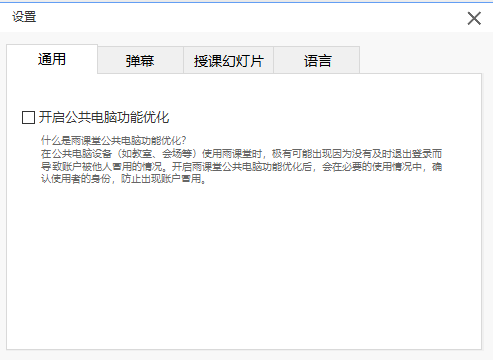 设置
通用
弹幕
授课幻灯片
语言
开启公共电脑功能优化
什么是雨课堂公共电脑功能优化?
在公共电脑设备（如教室、会场等）使用雨课堂时，极有可能出现因为没有及时退出登录而
导致账户被他人冒用的情况。开启雨课堂公共电脑功能优化后，会在必要的使用情况中，确
认使用者的身份，防止出现账户冒用。